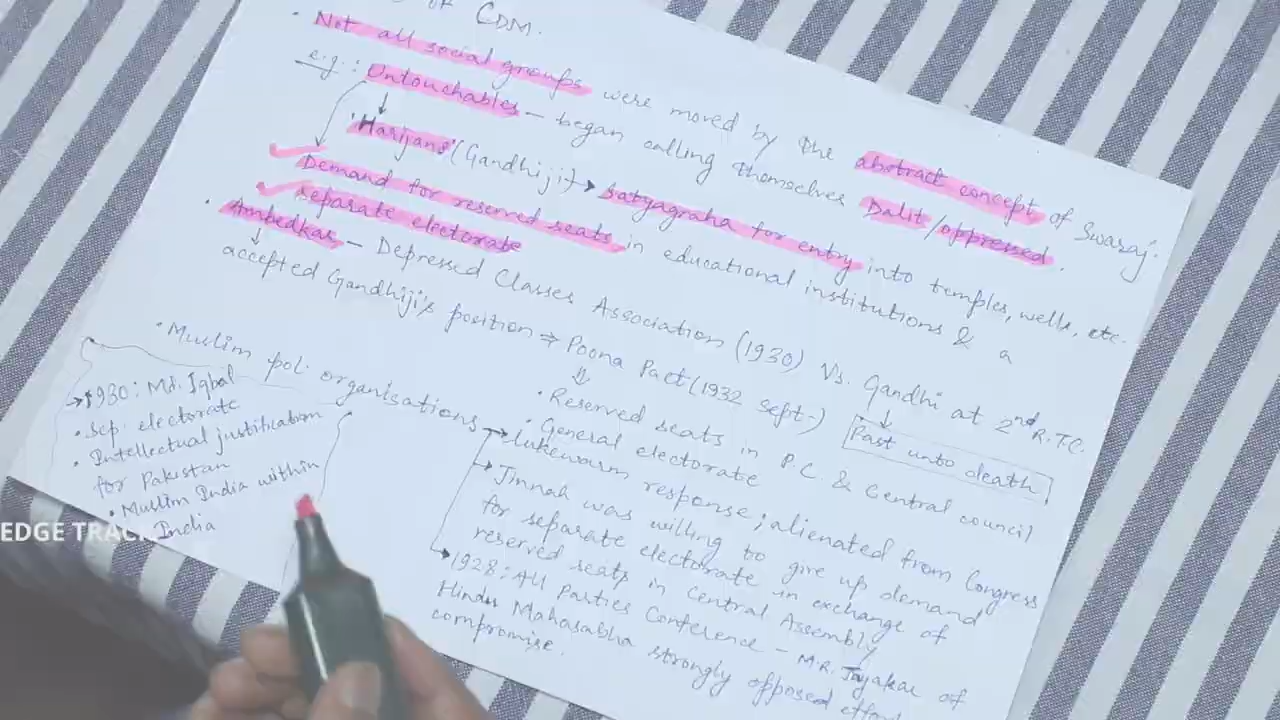 of CDM.
• Not all social groups were moved by the abstract concept of Swaraj.
e.g.: Untouchables – began calling themselves Dalit/oppressed.
'Harijans' (Gandhiji) → Satyagraha for entry into temples, wells, etc.
Demand for reserved seats in educational institutions & a
separate electorate
• Ambedkar – Depressed Classes Association (1930) Vs. Gandhi at 2nd R.T.C.
accepted Gandhiji's position ⇒ Poona Pact (1932 Sept.)
Fast unto death
• Reserved seats in P.C. & Central council
• General electorate
• Muslim pol. organisations → lukewarm response; alienated from Congress
→ Jinnah was willing to give up demand
for separate electorate in exchange of
reserved seats in Central Assembly
→ 1928: All Parties Conference – M.R. Jayakar of
Hindu Mahasabha strongly opposed
compromise.
→ 1930: Md. Iqbal
• Sep. electorate
• Intellectual justification
for Pakistan
• Muslim India within
India
EDGE